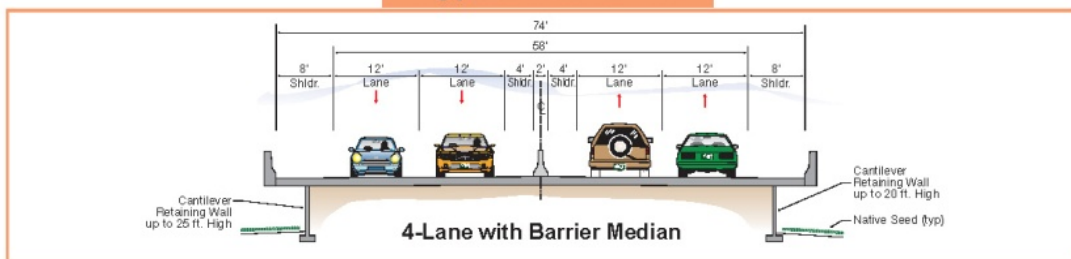 74'
58'
8' 12' 12' 4' 2' 4' 12' 12' 8'
Shldr. Lane Lane Shldr. Shldr. Lane Lane Shldr.
℄
Cantilever
Retaining Wall
up to 25 ft. High
Cantilever
Retaining Wall
up to 20 ft. High
Native Seed (typ)
4-Lane with Barrier Median